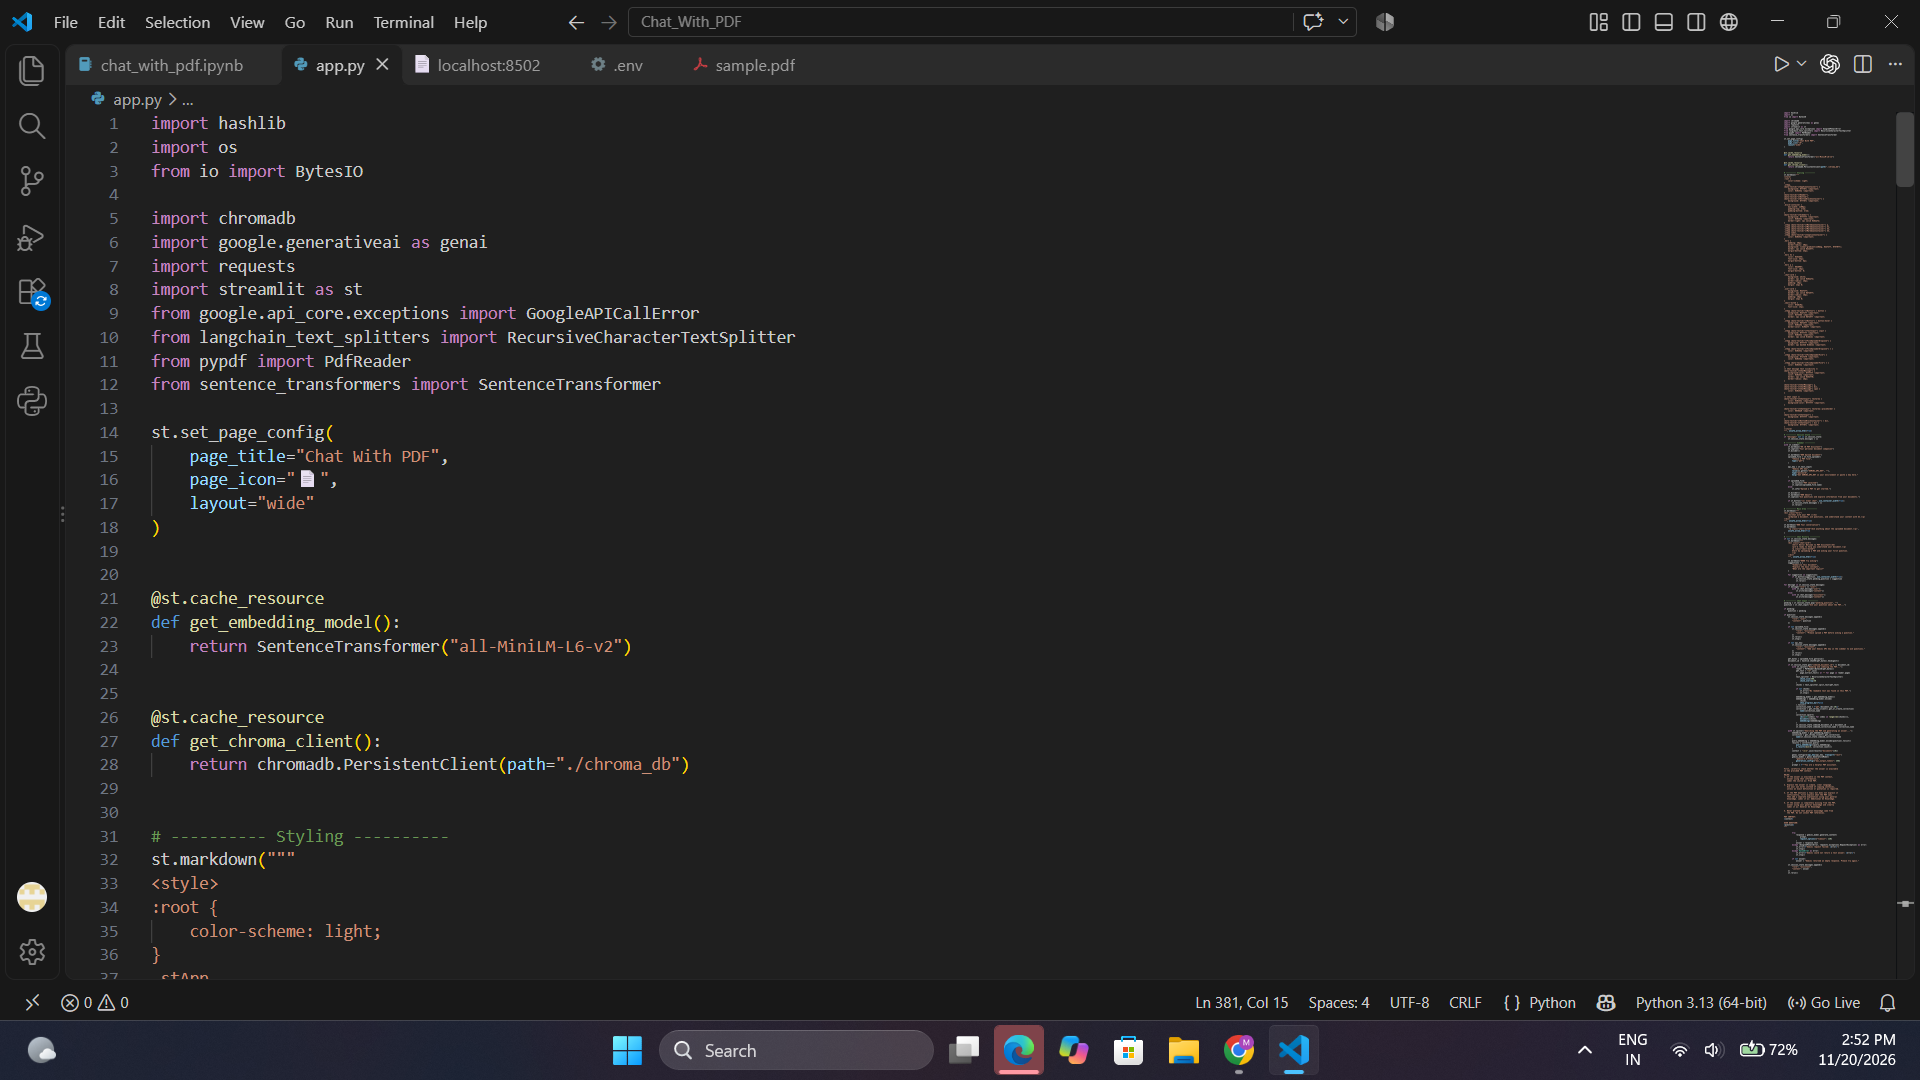 File Edit Selection View Go Run Terminal Help
Chat_With_PDF
chat_with_pdf.ipynb app.py localhost:8502 .env sample.pdf
app.py > ...
1 import hashlib
2 import os
3 from io import BytesIO
4
5 import chromadb
6 import google.generativeai as genai
7 import requests
8 import streamlit as st
9 from google.api_core.exceptions import GoogleAPICallError
10 from langchain_text_splitters import RecursiveCharacterTextSplitter
11 from pypdf import PdfReader
12 from sentence_transformers import SentenceTransformer
13
14 st.set_page_config(
15     page_title="Chat With PDF",
16     page_icon="📄",
17     layout="wide"
18 )
19
20
21 @st.cache_resource
22 def get_embedding_model():
23     return SentenceTransformer("all-MiniLM-L6-v2")
24
25
26 @st.cache_resource
27 def get_chroma_client():
28     return chromadb.PersistentClient(path="./chroma_db")
29
30
31 # ---------- Styling ----------
32 st.markdown("""
33 <style>
34 :root {
35     color-scheme: light;
36 }
37 .stApp
0 0 Ln 381, Col 15 Spaces: 4 UTF-8 CRLF { } Python Python 3.13 (64-bit) Go Live
Search
ENG
IN
72%
2:52 PM
11/20/2026